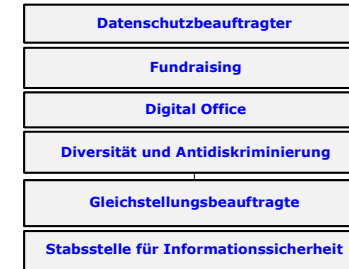 Datenschutzbeauftragter
Fundraising
Digital Office
Diversität und Antidiskriminierung
Gleichstellungsbeauftragte
Stabsstelle für Informationssicherheit